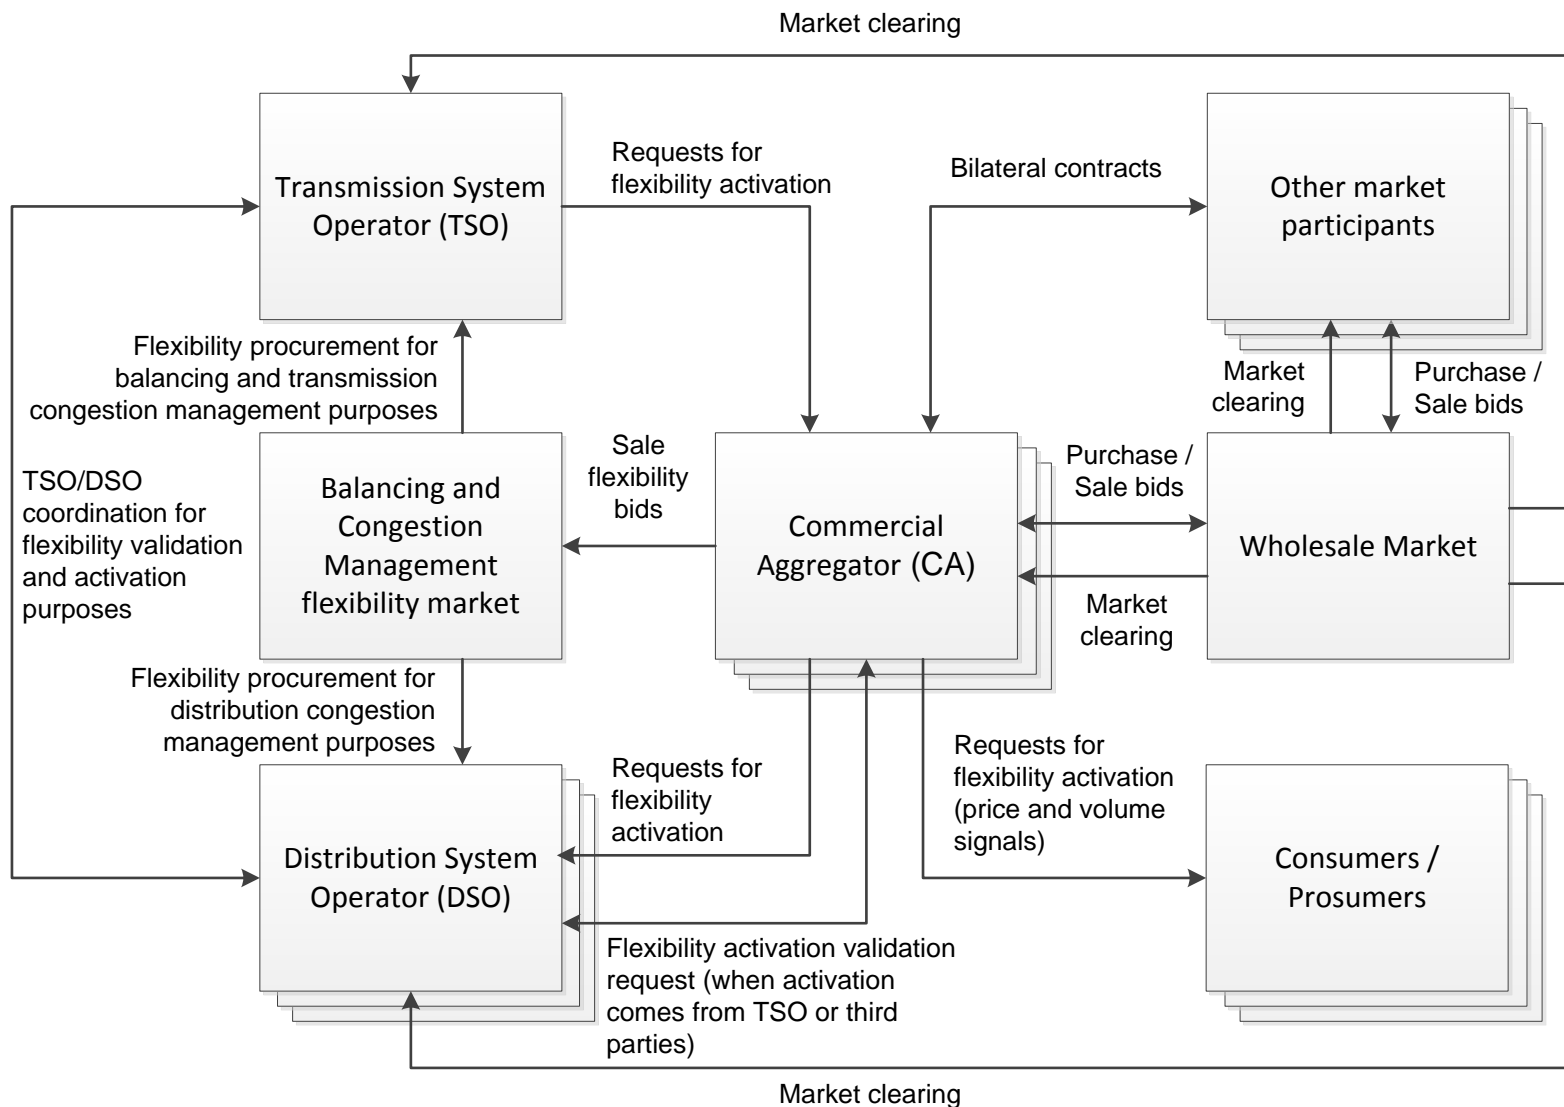 Market clearing
Transmission System
Operator (TSO)
Requests for
flexibility activation
Bilateral contracts
Other market
participants
Flexibility procurement for
balancing and transmission
congestion management purposes
Market
clearing
Purchase /
Sale bids
TSO/DSO
coordination for
flexibility validation
and activation
purposes
Balancing and
Congestion
Management
flexibility market
Sale
flexibility
bids
Commercial
Aggregator (CA)
Purchase /
Sale bids
Market
clearing
Wholesale Market
Flexibility procurement for
distribution congestion
management purposes
Requests for
flexibility
activation
Requests for
flexibility activation
(price and volume
signals)
Distribution System
Operator (DSO)
Consumers /
Prosumers
Flexibility activation validation
request (when activation
comes from TSO or third
parties)
Market clearing